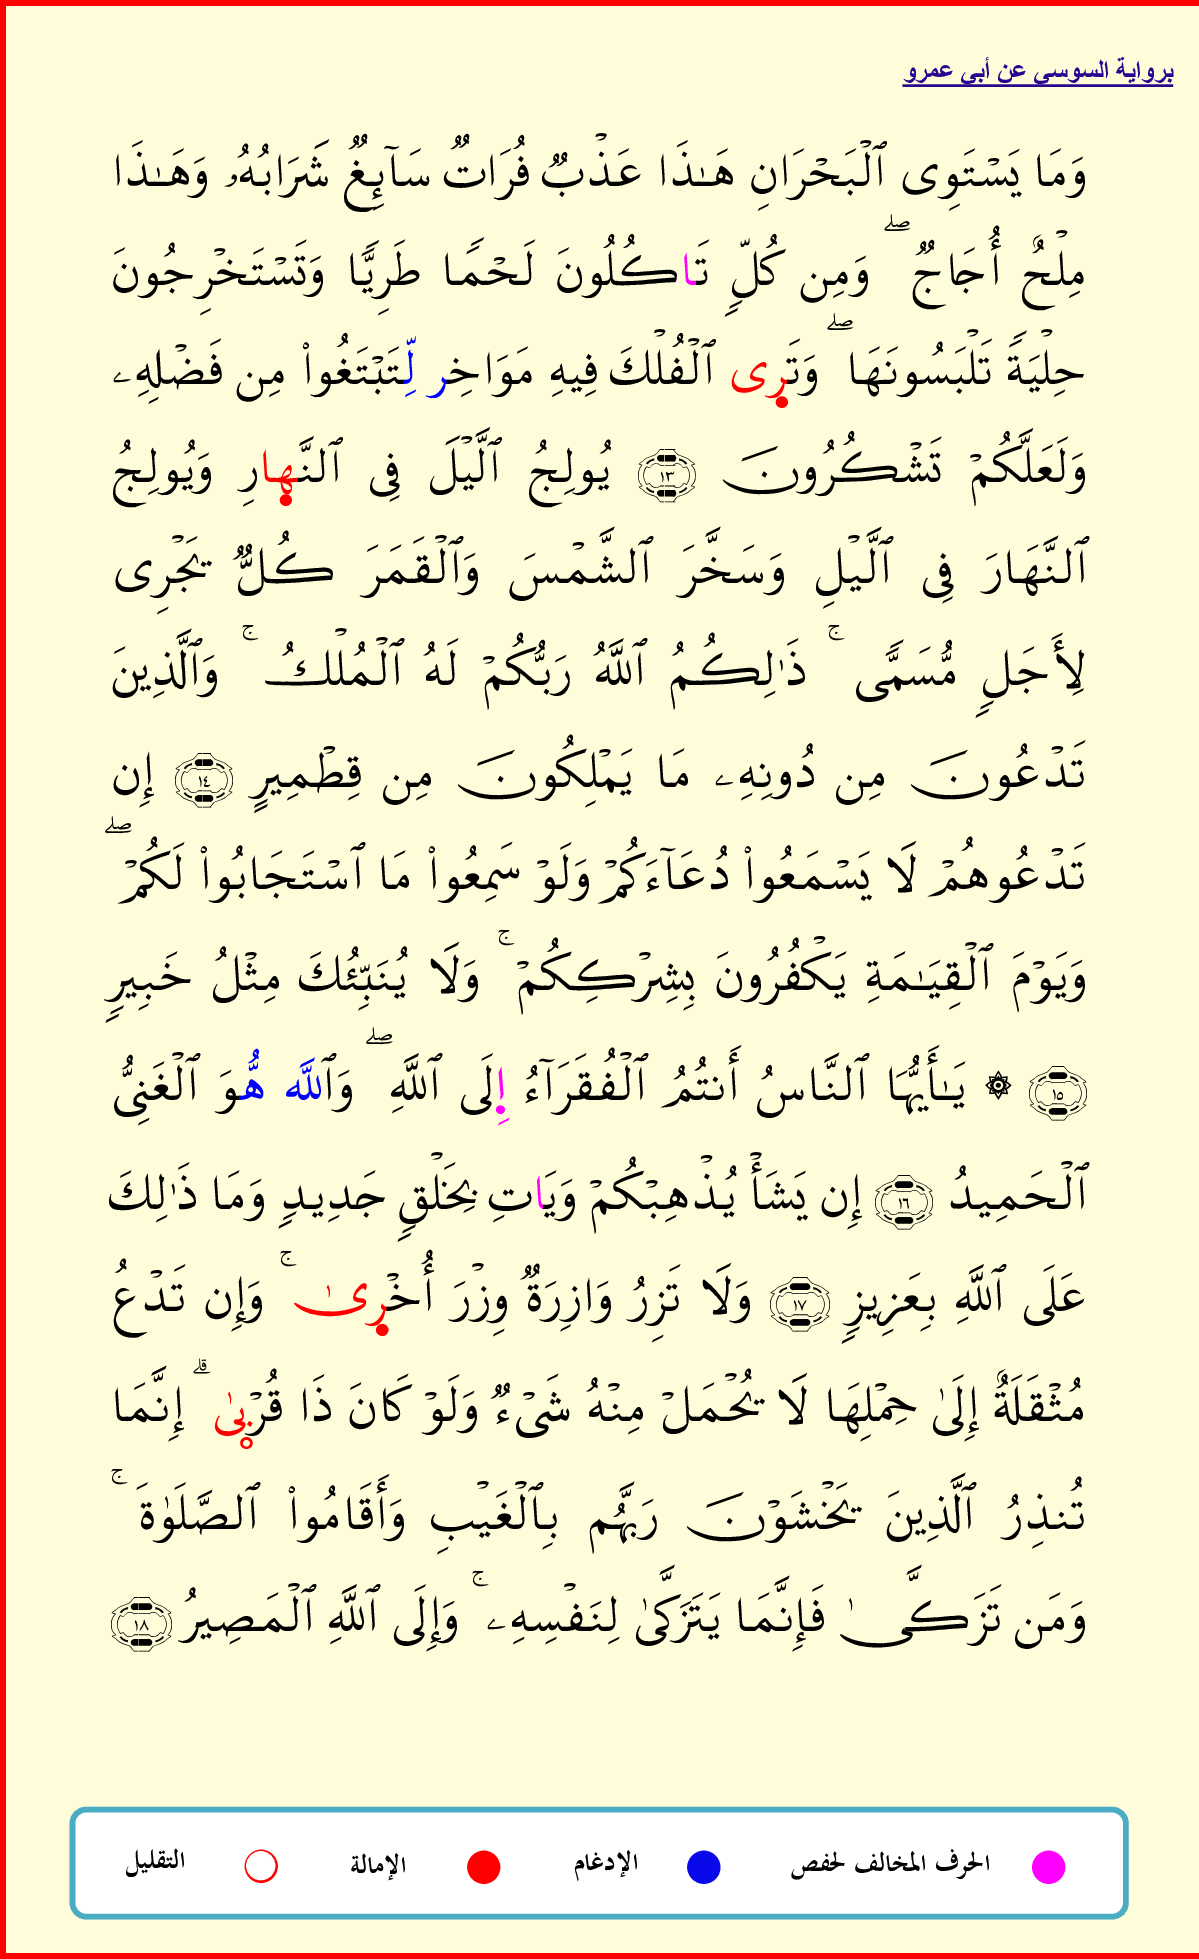 برواية السوسى عن أبى عمرو
وَمَا يَسۡتَوِى ٱلۡبَحۡرَانِ هَـٰذَا عَذۡبٌ فُرَاتٌ سَآئِغٌ شَرَابُهُۥ وَهَـٰذَا
مِلۡحٌ أُجَاجٌ ۖ وَمِن كُلٍّ تَاكُلُونَ لَحۡمًا طَرِيًّا وَتَسۡتَخۡرِجُونَ
حِلۡيَةً تَلۡبَسُونَهَا ۖ وَتَرِى ٱلۡفُلۡكَ فِيهِ مَوَاخِر لِّتَبۡتَغُواْ مِن فَضۡلِهِۦ
وَلَعَلَّكُمۡ تَشۡكُرُونَ ١٣ يُولِجُ ٱلَّيۡلَ فِى ٱلنَّهِارِ وَيُولِجُ
ٱلنَّهَارَ فِى ٱلَّيۡلِ وَسَخَّرَ ٱلشَّمۡسَ وَٱلۡقَمَرَ كُلٌّ يَجۡرِى
لِأَجَلٍ مُّسَمًّى ۚ ذَٰلِكُمُ ٱللَّهُ رَبُّكُمۡ لَهُ ٱلۡمُلۡكُ ۚ وَٱلَّذِينَ
تَدۡعُونَ مِن دُونِهِۦ مَا يَمۡلِكُونَ مِن قِطۡمِيرٍ ١٤ إِن
تَدۡعُوهُمۡ لَا يَسۡمَعُواْ دُعَآءَكُمۡ وَلَوۡ سَمِعُواْ مَا ٱسۡتَجَابُواْ لَكُمۡ ۖ
وَيَوۡمَ ٱلۡقِيَـٰمَةِ يَكۡفُرُونَ بِشِرۡكِكُمۡ ۚ وَلَا يُنَبِّئُكَ مِثۡلُ خَبِيرٍ
١٥ ۞ يَـٰأَيُّهَا ٱلنَّاسُ أَنتُمُ ٱلۡفُقَرَآءُ إِلَى ٱللَّهِ ۖ وَٱللَّه هُّوَ ٱلۡغَنِىُّ
ٱلۡحَمِيدُ ١٦ إِن يَشَأۡ يُذۡهِبۡكُمۡ وَيَاتِ بِخَلۡقٍ جَدِيدٍ وَمَا ذَٰلِكَ
عَلَى ٱللَّهِ بِعَزِيزٍ ١٧ وَلَا تَزِرُ وَازِرَةٌ وِزۡرَ أُخۡرِىٰ ۚ وَإِن تَدۡعُ
مُثۡقَلَةٌ إِلَىٰ حِمۡلِهَا لَا يُحۡمَلۡ مِنۡهُ شَىۡءٌ وَلَوۡ كَانَ ذَا قُرۡبىٰ ۗ إِنَّمَا
تُنذِرُ ٱلَّذِينَ يَخۡشَوۡنَ رَبَّهُم بِٱلۡغَيۡبِ وَأَقَامُواْ ٱلصَّلَوٰةَ ۚ
وَمَن تَزَكَّىٰ فَإِنَّمَا يَتَزَكَّىٰ لِنَفۡسِهِۦ ۚ وَإِلَى ٱللَّهِ ٱلۡمَصِيرُ ١٨
الحرف المخالف لحفص الإدغام الإمالة التقليل